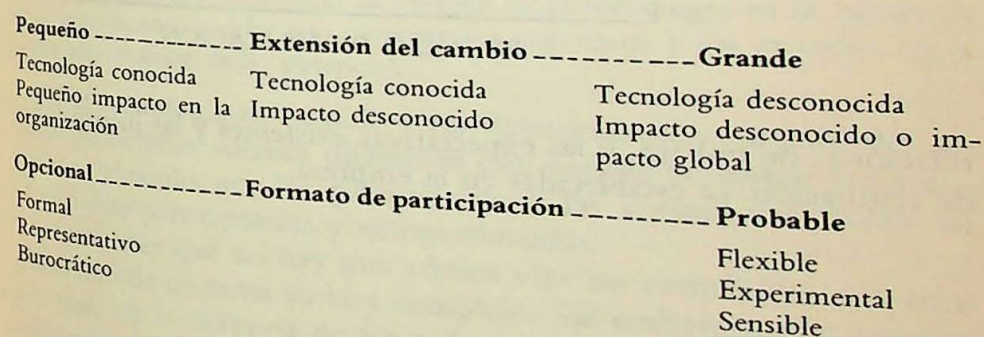 Pequeño ------------- Extensión del cambio ----------Grande
Tecnología conocida Tecnología conocida Tecnología desconocida
Pequeño impacto en la Impacto desconocido Impacto desconocido o im-
organización pacto global
Opcional-----------Formato de participación --------- Probable
Formal Flexible
Representativo Experimental
Burocrático Sensible